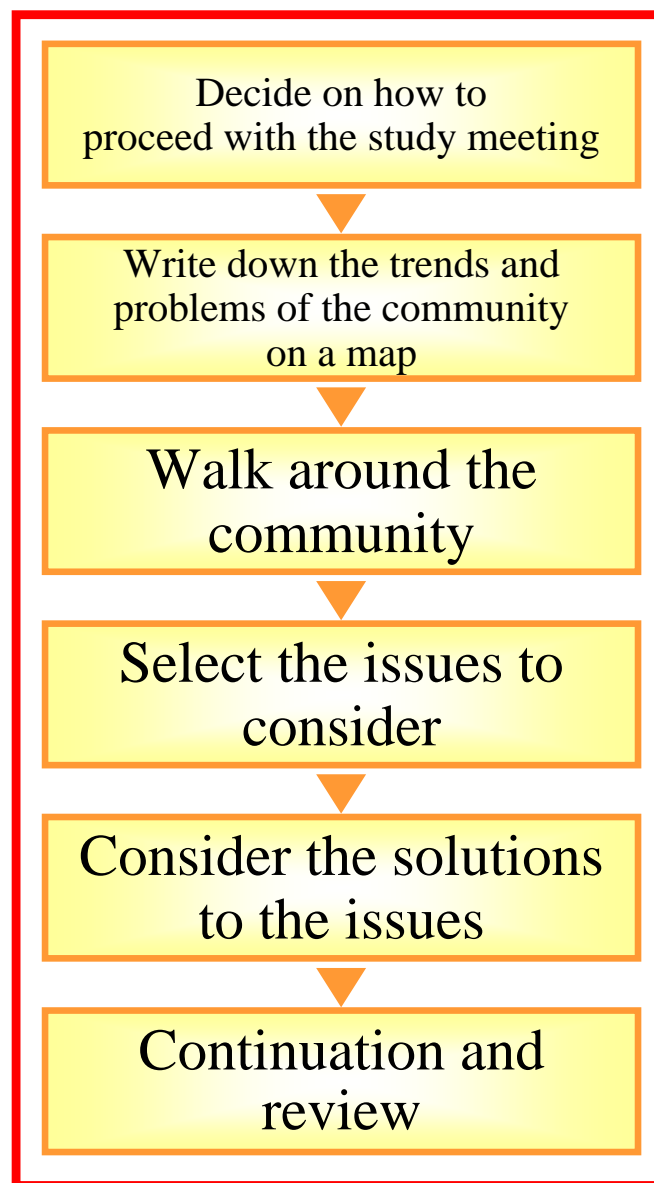 Decide on how to
proceed with the study meeting
Write down the trends and
problems of the community
on a map
Walk around the
community
Select the issues to
consider
Consider the solutions
to the issues
Continuation and
review